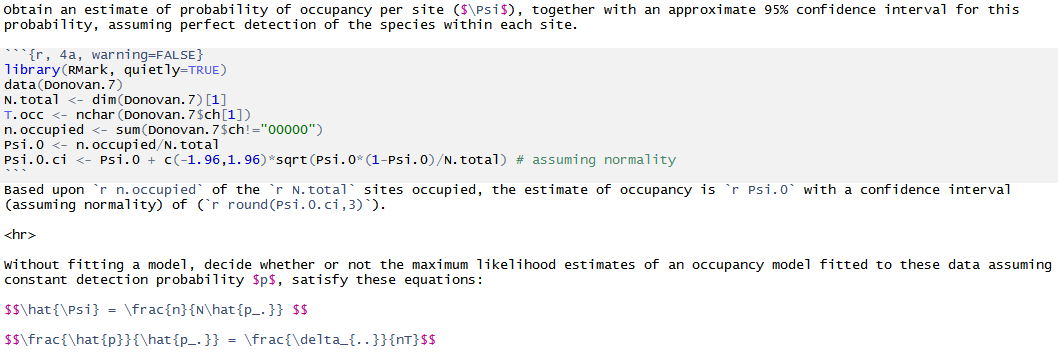 Obtain an estimate of probability of occupancy per site ($\Psi$), together with an approximate 95% confidence interval for this
probability, assuming perfect detection of the species within each site.
```{r, 4a, warning=FALSE}
library(RMark, quietly=TRUE)
data(Donovan.7)
N.total <- dim(Donovan.7)[1]
T.occ <- nchar(Donovan.7$ch[1])
n.occupied <- sum(Donovan.7$ch!="00000")
Psi.0 <- n.occupied/N.total
Psi.0.ci <- Psi.0 + c(-1.96,1.96)*sqrt(Psi.0*(1-Psi.0)/N.total) # assuming normality
```
Based upon `r n.occupied` of the `r N.total` sites occupied, the estimate of occupancy is `r Psi.0` with a confidence interval
(assuming normality) of (`r round(Psi.0.ci,3)`).
<hr>
Without fitting a model, decide whether or not the maximum likelihood estimates of an occupancy model fitted to these data assuming
constant detection probability $p$, satisfy these equations:
$$\hat{\Psi} = \frac{n}{N\hat{p_.}} $$
$$\frac{\hat{p}}{\hat{p_.}} = \frac{\delta_{..}}{nT}$$